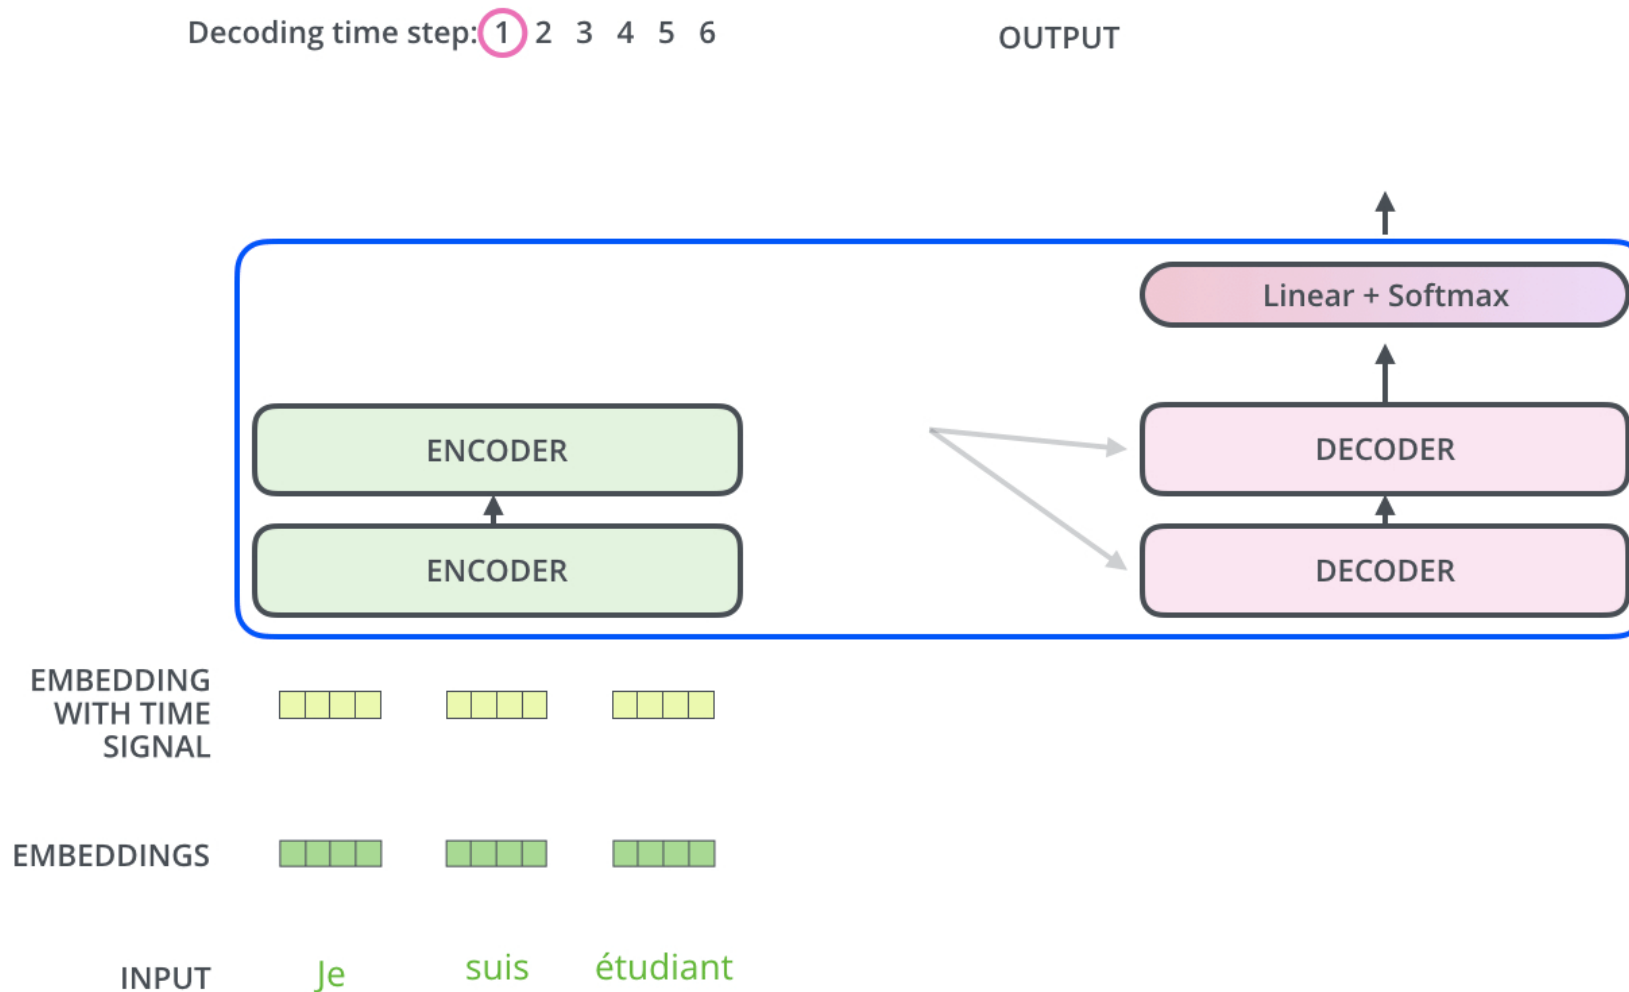 Decoding time step: 1 2 3 4 5 6
OUTPUT
Linear + Softmax
ENCODER
DECODER
ENCODER
DECODER
EMBEDDING
WITH TIME
SIGNAL
EMBEDDINGS
INPUT
Je suis étudiant